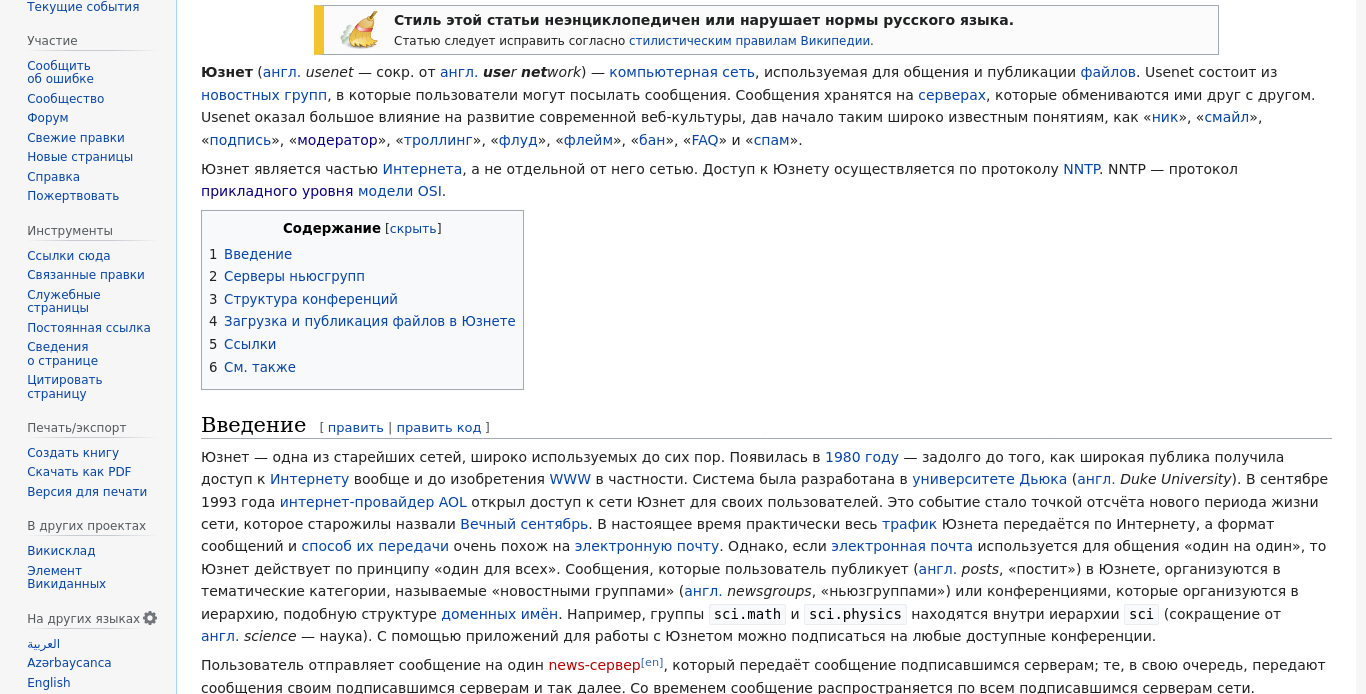 Текущие события
Участие
Сообщить
об ошибке
Сообщество
Форум
Свежие правки
Новые страницы
Справка
Пожертвовать
Инструменты
Ссылки сюда
Связанные правки
Служебные
страницы
Постоянная ссылка
Сведения
о странице
Цитировать
страницу
Печать/экспорт
Создать книгу
Скачать как PDF
Версия для печати
В других проектах
Викисклад
Элемент
Викиданных
На других языках
العربية
Azərbaycanca
English
Стиль этой статьи неэнциклопедичен или нарушает нормы русского языка.
Статью следует исправить согласно стилистическим правилам Википедии.
Юзнет (англ. usenet — сокр. от англ. user network) — компьютерная сеть, используемая для общения и публикации файлов. Usenet состоит из
новостных групп, в которые пользователи могут посылать сообщения. Сообщения хранятся на серверах, которые обмениваются ими друг с другом.
Usenet оказал большое влияние на развитие современной веб-культуры, дав начало таким широко известным понятиям, как «ник», «смайл»,
«подпись», «модератор», «троллинг», «флуд», «флейм», «бан», «FAQ» и «спам».
Юзнет является частью Интернета, а не отдельной от него сетью. Доступ к Юзнету осуществляется по протоколу NNTP. NNTP — протокол
прикладного уровня модели OSI.
Содержание [скрыть]
1 Введение
2 Серверы ньюсгрупп
3 Структура конференций
4 Загрузка и публикация файлов в Юзнете
5 Ссылки
6 См. также
Введение [ править | править код ]
Юзнет — одна из старейших сетей, широко используемых до сих пор. Появилась в 1980 году — задолго до того, как широкая публика получила
доступ к Интернету вообще и до изобретения WWW в частности. Система была разработана в университете Дьюка (англ. Duke University). В сентябре
1993 года интернет-провайдер AOL открыл доступ к сети Юзнет для своих пользователей. Это событие стало точкой отсчёта нового периода жизни
сети, которое старожилы назвали Вечный сентябрь. В настоящее время практически весь трафик Юзнета передаётся по Интернету, а формат
сообщений и способ их передачи очень похож на электронную почту. Однако, если электронная почта используется для общения «один на один», то
Юзнет действует по принципу «один для всех». Сообщения, которые пользователь публикует (англ. posts, «постит») в Юзнете, организуются в
тематические категории, называемые «новостными группами» (англ. newsgroups, «ньюзгруппами») или конференциями, которые организуются в
иерархию, подобную структуре доменных имён. Например, группы sci.math и sci.physics находятся внутри иерархии sci (сокращение от
англ. science — наука). С помощью приложений для работы с Юзнетом можно подписаться на любые доступные конференции.
Пользователь отправляет сообщение на один news-сервер[en], который передаёт сообщение подписавшимся серверам; те, в свою очередь, передают
сообщения своим подписавшимся серверам и так далее. Со временем сообщение распространяется по всем подписавшимся серверам сети.